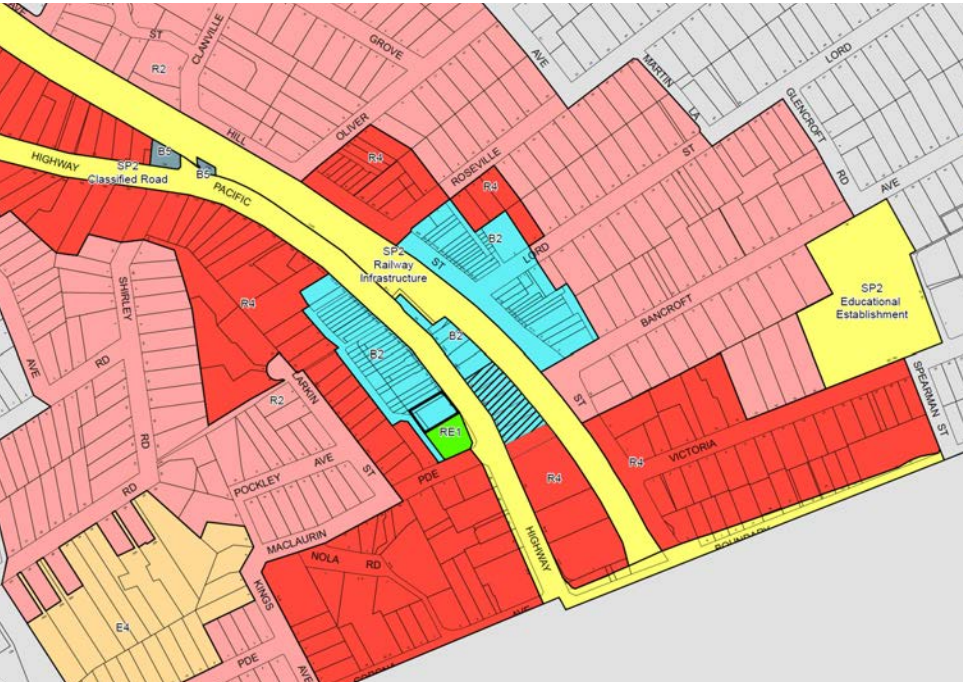 AVE
ST
R2
CLANVILLE
GROVE
AVE
MARTIN
LA
LORD
GLENCROFT
RD
AVE
HILL
OLIVER
R4
ROSEVILLE
ST
R4
HIGHWAY
SP2
Classified Road
B5
B5
PACIFIC
B2
LORD
SP2
Railway
Infrastructure
ST
SHIRLEY
RD
R4
BANCROFT
SP2
Educational
Establishment
AVE
RD
B2
B2
LARKIN
ST
R2
RE1
ST
SPEARMAN
ST
RD
POCKLEY
AVE
PDE
R4
R4
VICTORIA
MACLAURIN
NOLA
RD
HIGHWAY
BOUNDARY
KINGS
E4
AVE
PDE
AVE